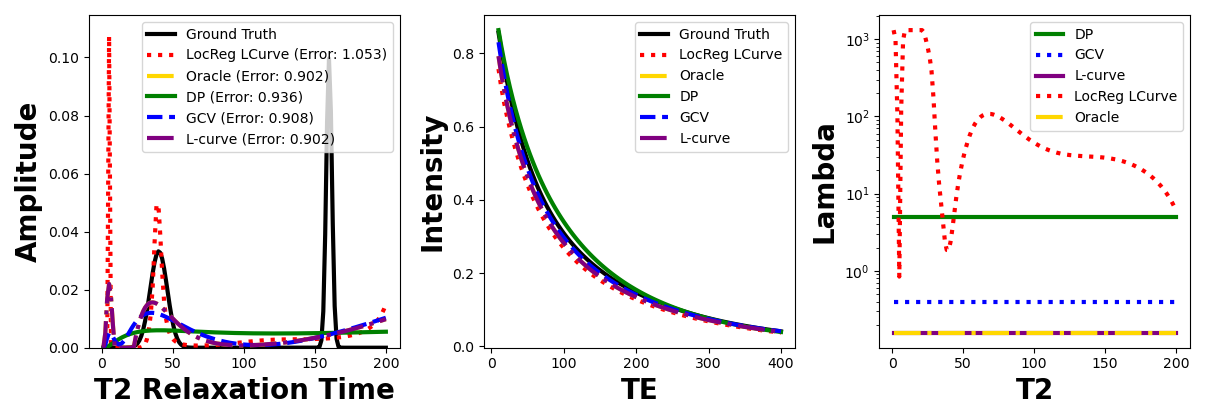 Amplitude
0.10
0.08
0.06
0.04
0.02
0.00
0
50
100
150
200
T2 Relaxation Time
Ground Truth
LocReg LCurve (Error: 1.053)
Oracle (Error: 0.902)
DP (Error: 0.936)
GCV (Error: 0.908)
L-curve (Error: 0.902)
Intensity
0.8
0.6
0.4
0.2
0.0
0
100
200
300
400
TE
Ground Truth
LocReg LCurve
Oracle
DP
GCV
L-curve
Lambda
10³
10²
10¹
10⁰
0
50
100
150
200
T2
DP
GCV
L-curve
LocReg LCurve
Oracle